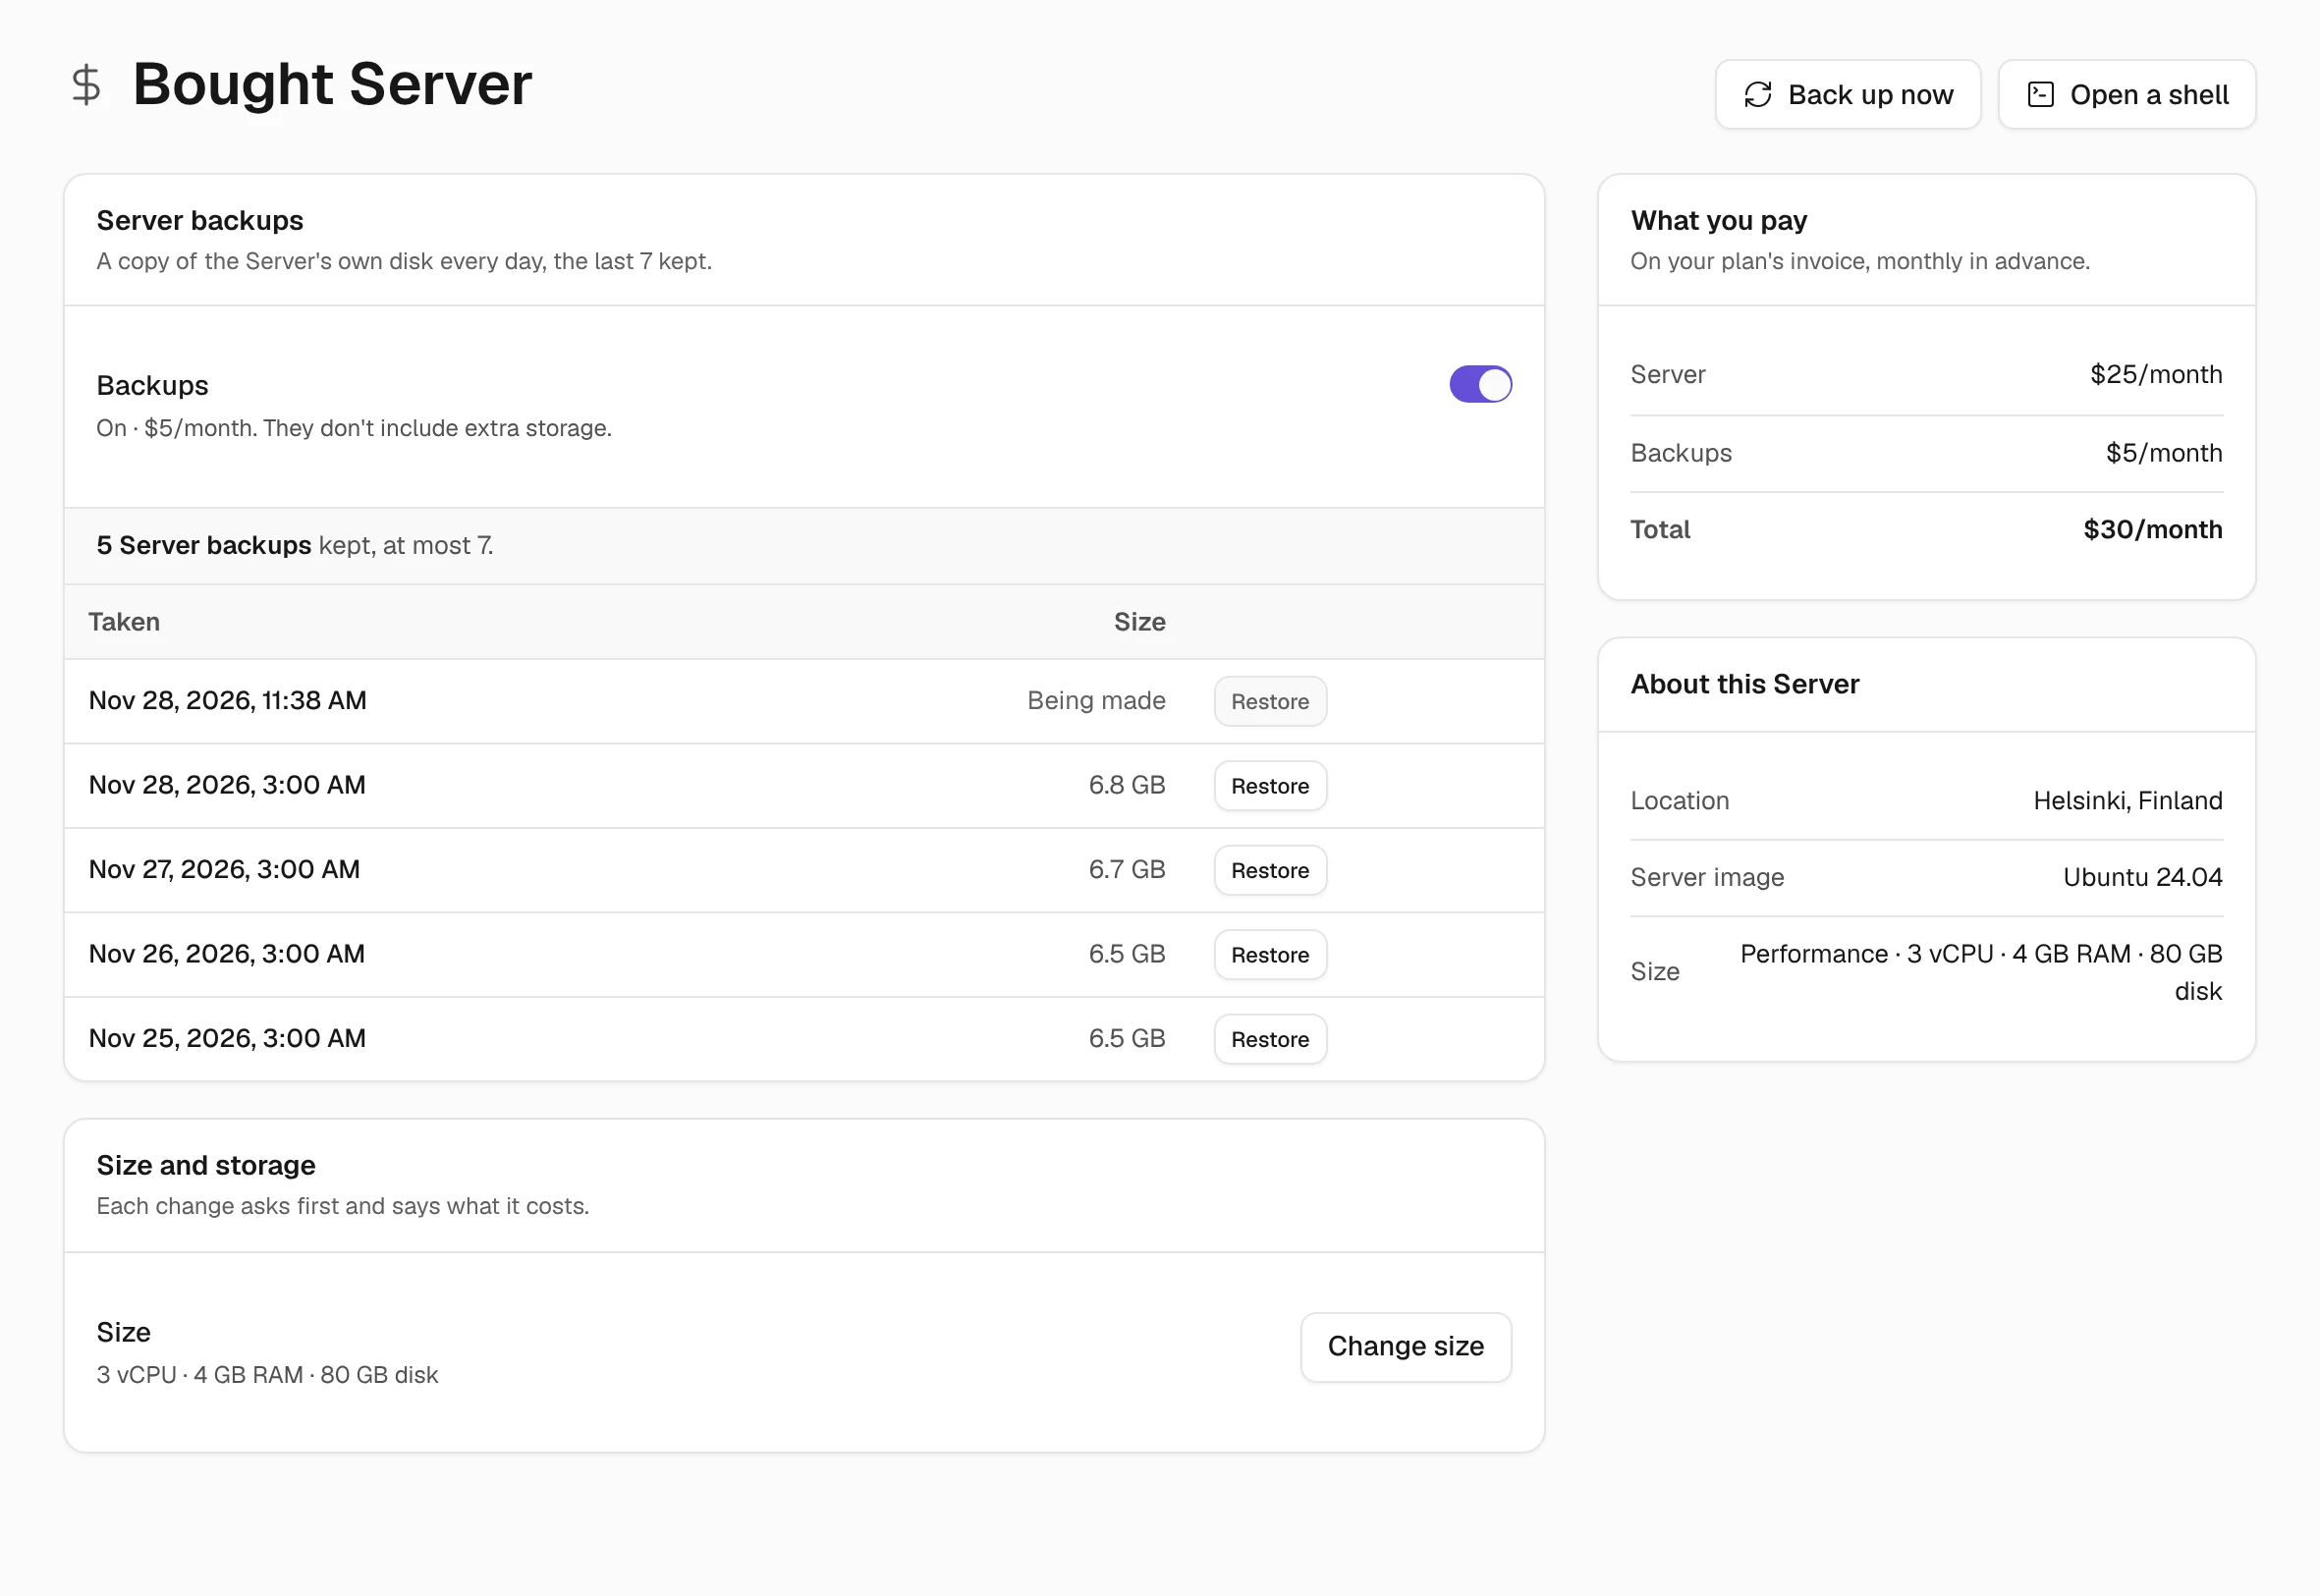 $ Bought Server
Back up now
Open a shell
Server backups
A copy of the Server's own disk every day, the last 7 kept.
Backups
On · $5/month. They don't include extra storage.
5 Server backups kept, at most 7.
Taken Size
Nov 28, 2026, 11:38 AM Being made Restore
Nov 28, 2026, 3:00 AM 6.8 GB Restore
Nov 27, 2026, 3:00 AM 6.7 GB Restore
Nov 26, 2026, 3:00 AM 6.5 GB Restore
Nov 25, 2026, 3:00 AM 6.5 GB Restore
Size and storage
Each change asks first and says what it costs.
Size
3 vCPU · 4 GB RAM · 80 GB disk
Change size
What you pay
On your plan's invoice, monthly in advance.
Server $25/month
Backups $5/month
Total $30/month
About this Server
Location Helsinki, Finland
Server image Ubuntu 24.04
Size Performance · 3 vCPU · 4 GB RAM · 80 GB
disk